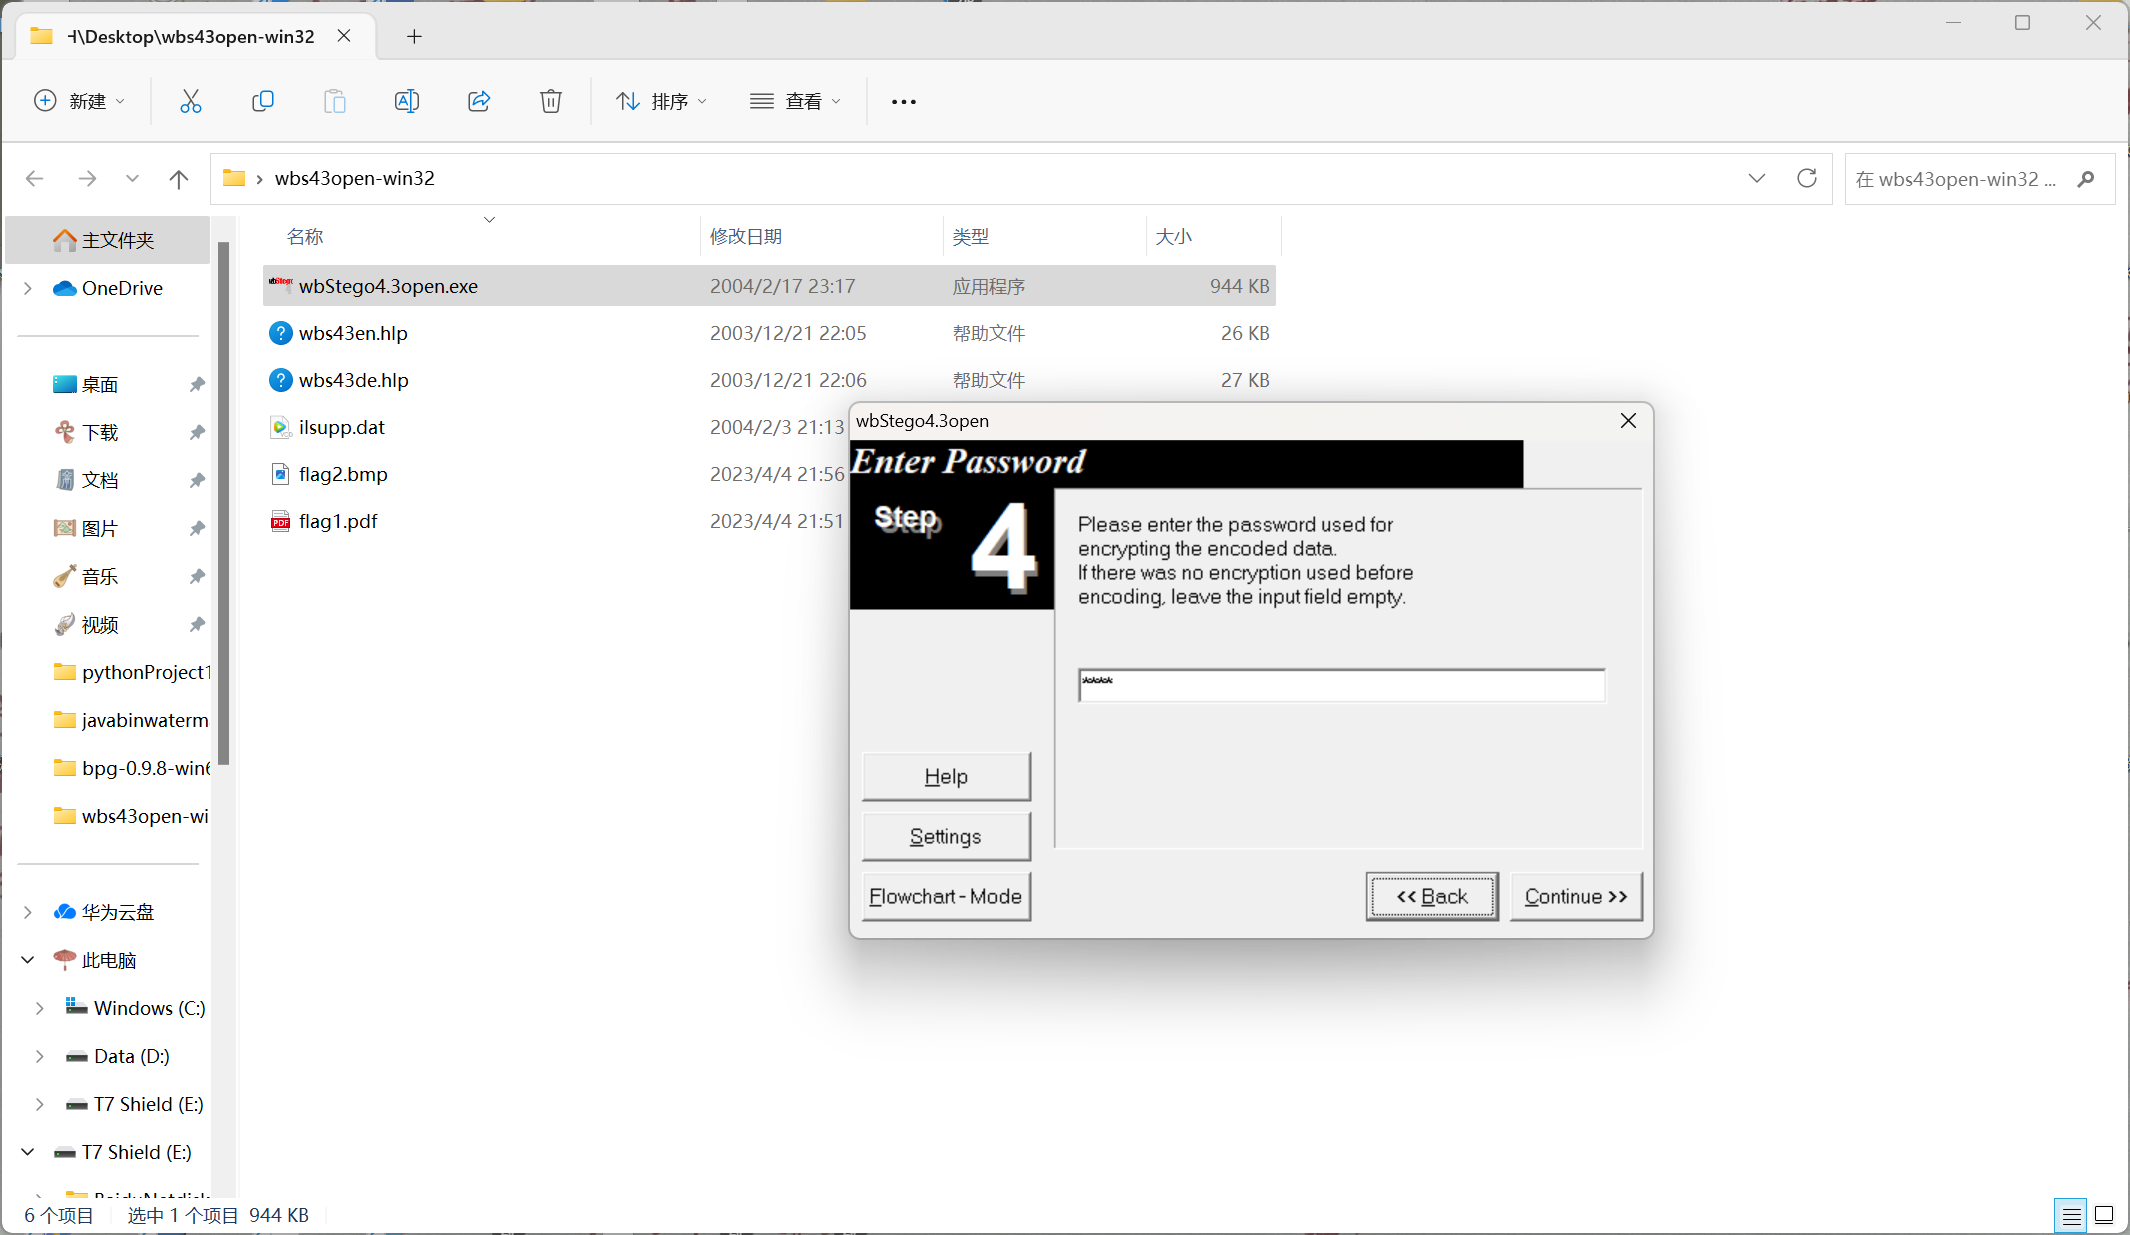 H\Desktop\wbs43open-win32
新建
排序
查看
wbs43open-win32
在 wbs43open-win32 ...
主文件夹
OneDrive
桌面
下载
文档
图片
音乐
视频
pythonProject1
javabinwaterm
bpg-0.9.8-win6
wbs43open-wi
华为云盘
此电脑
Windows (C:)
Data (D:)
T7 Shield (E:)
T7 Shield (E:)
BaiduNetdisk
名称 修改日期 类型 大小
wbStego4.3open.exe 2004/2/17 23:17 应用程序 944 KB
wbs43en.hlp 2003/12/21 22:05 帮助文件 26 KB
wbs43de.hlp 2003/12/21 22:06 帮助文件 27 KB
ilsupp.dat 2004/2/3 21:13
flag2.bmp 2023/4/4 21:56
flag1.pdf 2023/4/4 21:51
wbStego4.3open
Enter Password
Step 4
Please enter the password used for
encrypting the encoded data.
If there was no encryption used before
encoding, leave the input field empty.
****
Help
Settings
Flowchart - Mode
<< Back
Continue >>
6 个项目 选中 1 个项目 944 KB